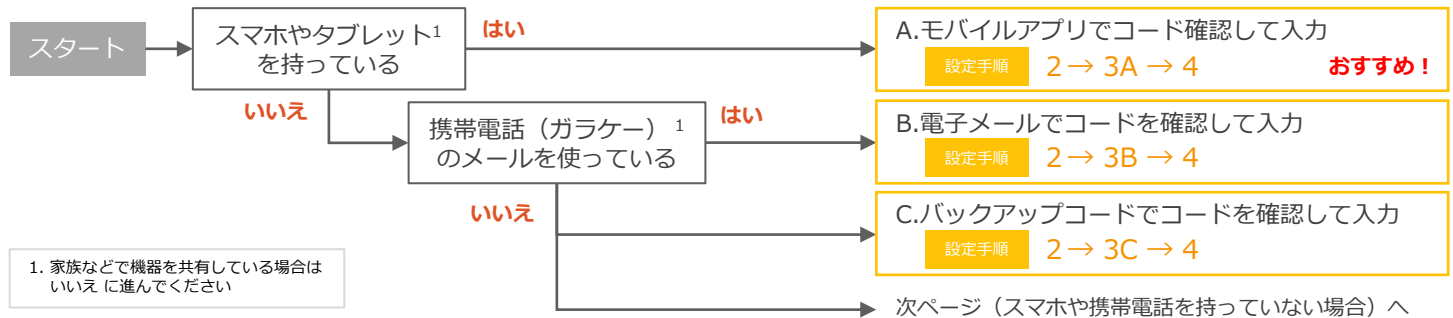 スタート
スマホやタブレット1
を持っている
はい
いいえ
A.モバイルアプリでコード確認して入力
設定手順 2→ 3A → 4 おすすめ！
携帯電話（ガラケー）1
のメールを使っている
はい
いいえ
B.電子メールでコードを確認して入力
設定手順 2→ 3B → 4
C.バックアップコードでコードを確認して入力
設定手順 2→ 3C → 4
次ページ（スマホや携帯電話を持っていない場合）へ
1. 家族などで機器を共有している場合は
いいえ に進んでください